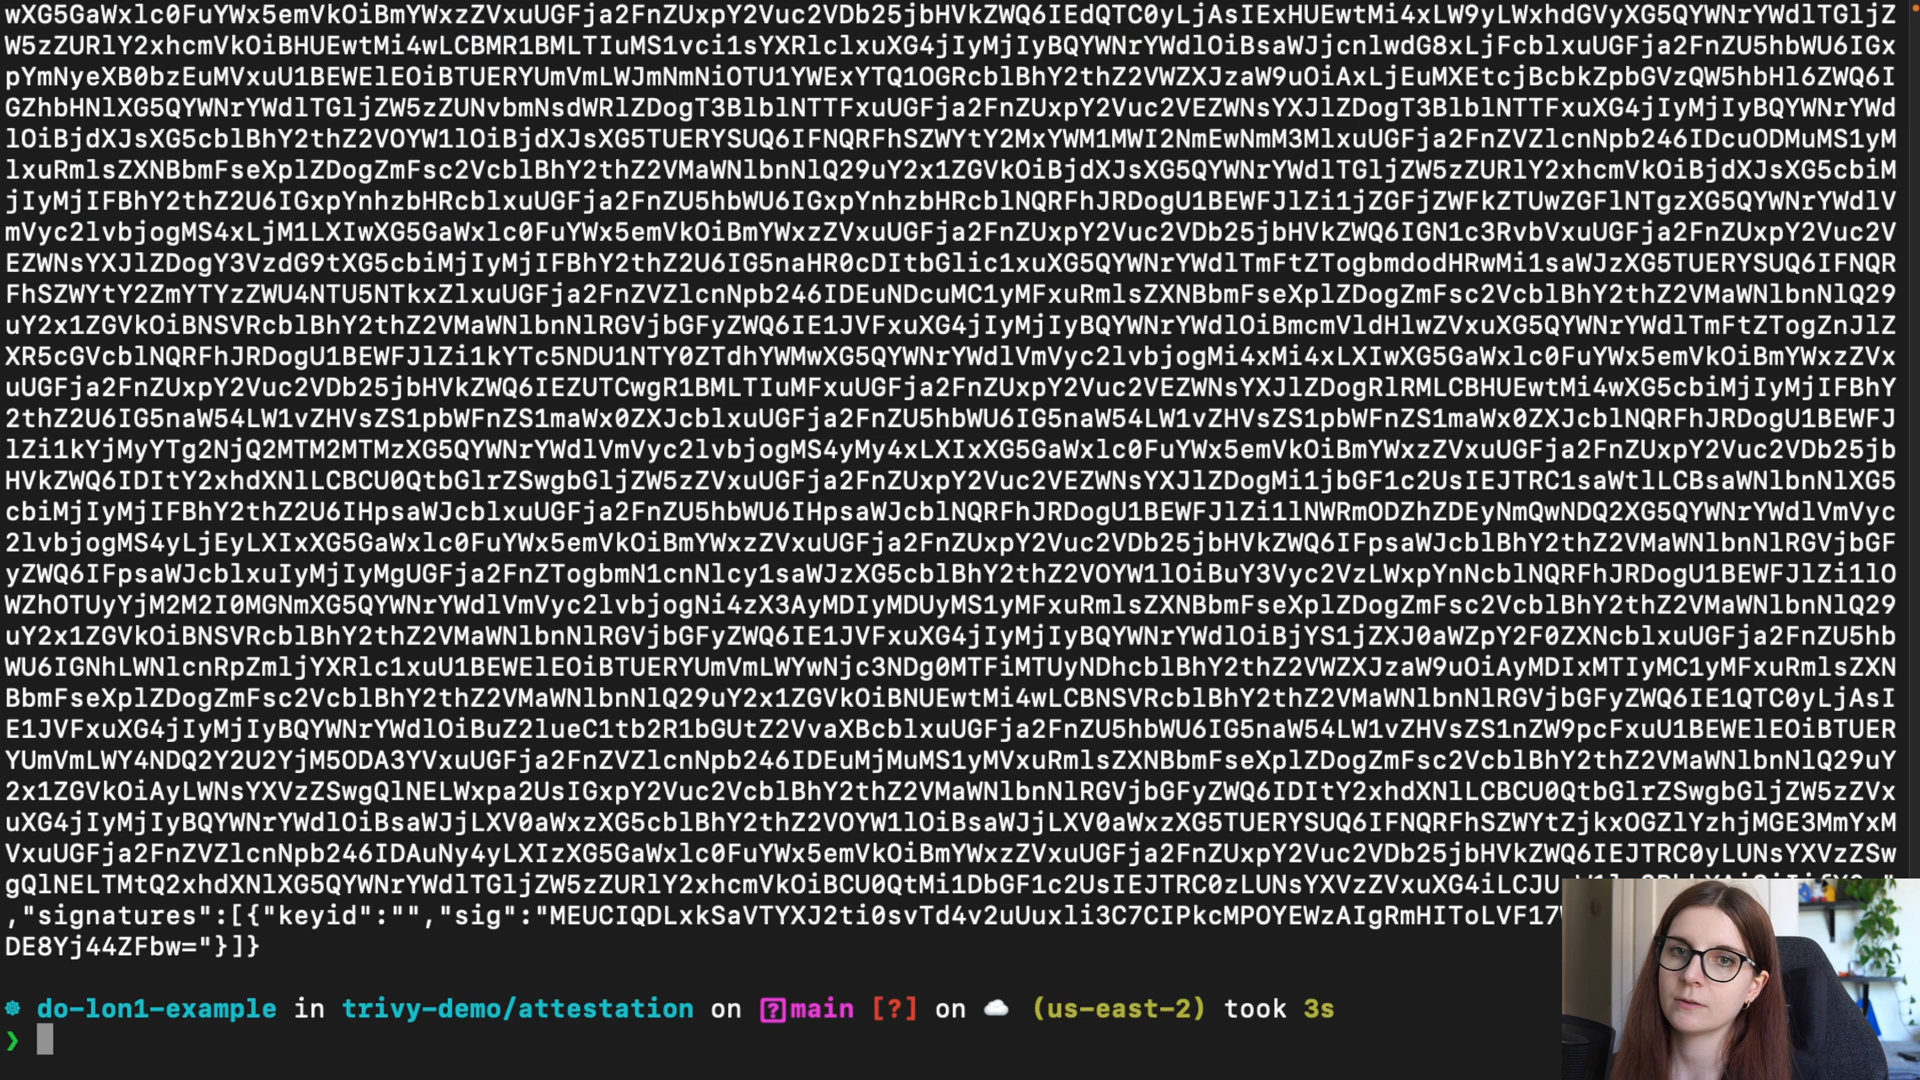 wXG5GaWxlc0FuYWx5emVkOiBmYWxzZVxuUGFja2FnZUxpY2Vuc2VDb25jbHVkZWQ6IEdQTC0yLjAsIExHUEwtMi4xLW9yLWxhdGVyXG5QYWNrYWdlTGljZ
W5zZURlY2xhcmVkOiBHUEwtMi4wLCBMR1BMLTIuMS1vci1sYXRlclxuXG4jIyMjIyBQYWNrYWdlOiBsaWJjcnlwdG8xLjFcblxuUGFja2FnZU5hbWU6IGx
pYmNyeXB0bzEuMVxuU1BEWElEOiBTUERYUmVmLWJmNmNiOTU1YWExYTQ1OGRcblBhY2thZ2VWZXJzaW9uOiAxLjEuMXEtcjBcbkZpbGVzQW5hbHl6ZWQ6I
GZhbHNlXG5QYWNrYWdlTGljZW5zZUNvbmNsdWRlZDogT3BlblNTTFxuUGFja2FnZUxpY2Vuc2VEZWNsYXJlZDogT3BlblNTTFxuXG4jIyMjIyBQYWNrYWd
lOiBjdXJsXG5cblBhY2thZ2VOYW1lOiBjdXJsXG5TUERYSUQ6IFNQRFhSZWYtY2MxYWM1MWI2NmEwNmM3MlxuUGFja2FnZVZlcnNpb246IDcuODMuMS1yM
lxuRmlsZXNBbmFseXplZDogZmFsc2VcblBhY2thZ2VMaWNlbnNlQ29uY2x1ZGVkOiBjdXJsXG5QYWNrYWdlTGljZW5zZURlY2xhcmVkOiBjdXJsXG5cbiM
jIyMjIFBhY2thZ2U6IGxpYnhzbHRcblxuUGFja2FnZU5hbWU6IGxpYnhzbHRcblNQRFhJRDogU1BEWFJlZi1jZGFjZWFkZTUwZGFlNTgzXG5QYWNrYWdlV
mVyc2lvbjogMS4xLjM1LXIwXG5GaWxlc0FuYWx5emVkOiBmYWxzZVxuUGFja2FnZUxpY2Vuc2VDb25jbHVkZWQ6IGN1c3RvbVxuUGFja2FnZUxpY2Vuc2V
EZWNsYXJlZDogY3VzdG9tXG5cbiMjIyMjIFBhY2thZ2U6IG5naHR0cDItbGlic1xuXG5QYWNrYWdlTmFtZTogbmdodHRwMi1saWJzXG5TUERYSUQ6IFNQR
FhSZWYtY2ZmYTYzZWU4NTU5NTkxZlxuUGFja2FnZVZlcnNpb246IDEuNDcuMC1yMFxuRmlsZXNBbmFseXplZDogZmFsc2VcblBhY2thZ2VMaWNlbnNlQ29
uY2x1ZGVkOiBNSVRcblBhY2thZ2VMaWNlbnNlRGVjbGFyZWQ6IE1JVFxuXG4jIyMjIyBQYWNrYWdlOiBmcmVldHlwZVxuXG5QYWNrYWdlTmFtZTogZnJlZ
XR5cGVcblNQRFhJRDogU1BEWFJlZi1kYTc5NDU1NTY0ZTdhYWMwXG5QYWNrYWdlVmVyc2lvbjogMi4xMi4xLXIwXG5GaWxlc0FuYWx5emVkOiBmYWxzZVx
uUGFja2FnZUxpY2Vuc2VDb25jbHVkZWQ6IEZUTCwgR1BMLTIuMFxuUGFja2FnZUxpY2Vuc2VEZWNsYXJlZDogRlRMLCBHUEwtMi4wXG5cbiMjIyMjIFBhY
2thZ2U6IG5naW54LW1vZHVsZS1pbWFnZS1maWx0ZXJcblxuUGFja2FnZU5hbWU6IG5naW54LW1vZHVsZS1pbWFnZS1maWx0ZXJcblNQRFhJRDogU1BEWFJ
lZi1kYjMyYTg2NjQ2MTM2MTMzXG5QYWNrYWdlVmVyc2lvbjogMS4yMy4xLXIxXG5GaWxlc0FuYWx5emVkOiBmYWxzZVxuUGFja2FnZUxpY2Vuc2VDb25jb
HVkZWQ6IDItY2xhdXNlLCBCU0QtbGlrZSwgbGljZW5zZVxuUGFja2FnZUxpY2Vuc2VEZWNsYXJlZDogMi1jbGF1c2UsIEJTRC1saWtlLCBsaWNlbnNlXG5
cbiMjIyMjIFBhY2thZ2U6IHpsaWJcblxuUGFja2FnZU5hbWU6IHpsaWJcblNQRFhJRDogU1BEWFJlZi1lNWRmODZhZDEyNmQwNDQ2XG5QYWNrYWdlVmVyc
2lvbjogMS4yLjEyLXIxXG5GaWxlc0FuYWx5emVkOiBmYWxzZVxuUGFja2FnZUxpY2Vuc2VDb25jbHVkZWQ6IFpsaWJcblBhY2thZ2VMaWNlbnNlRGVjbGF
yZWQ6IFpsaWJcblxuIyMjIyMgUGFja2FnZTogbmN1cnNlcy1saWJzXG5cblBhY2thZ2VOYW1lOiBuY3Vyc2VzLWxpYnNcblNQRFhJRDogU1BEWFJlZi1lO
WZhOTUyYjM2M2I0MGNmXG5QYWNrYWdlVmVyc2lvbjogNi4zX3AyMDIyMDUyMS1yMFxuRmlsZXNBbmFseXplZDogZmFsc2VcblBhY2thZ2VMaWNlbnNlQ29
uY2x1ZGVkOiBNSVRcblBhY2thZ2VMaWNlbnNlRGVjbGFyZWQ6IE1JVFxuXG4jIyMjIyBQYWNrYWdlOiBjYS1jZXJ0aWZpY2F0ZXNcblxuUGFja2FnZU5hb
WU6IGNhLWNlcnRpZmljYXRlc1xuU1BEWElEOiBTUERYUmVmLWYwNjc3NDg0MTFiMTUyNDhcblBhY2thZ2VWZXJzaW9uOiAyMDIxMTIyMC1yMFxuRmlsZXN
BbmFseXplZDogZmFsc2VcblBhY2thZ2VMaWNlbnNlQ29uY2x1ZGVkOiBNUEwtMi4wLCBNSVRcblBhY2thZ2VMaWNlbnNlRGVjbGFyZWQ6IE1QTC0yLjAsI
E1JVFxuXG4jIyMjIyBQYWNrYWdlOiBuZ2lueC1tb2R1bGUtZ2VvaXBcblxuUGFja2FnZU5hbWU6IG5naW54LW1vZHVsZS1nZW9pcFxuU1BEWElEOiBTUER
YUmVmLWY4NDQ2Y2U2YjM5ODA3YVxuUGFja2FnZVZlcnNpb246IDEuMjMuMS1yMVxuRmlsZXNBbmFseXplZDogZmFsc2VcblBhY2thZ2VMaWNlbnNlQ29uY
2x1ZGVkOiAyLWNsYXVzZSwgQlNELWxpa2UsIGxpY2Vuc2VcblBhY2thZ2VMaWNlbnNlRGVjbGFyZWQ6IDItY2xhdXNlLCBCU0QtbGlrZSwgbGljZW5zZVx
uXG4jIyMjIyBQYWNrYWdlOiBsaWJjLXV0aWxzXG5cblBhY2thZ2VOYW1lOiBsaWJjLXV0aWxzXG5TUERYSUQ6IFNQRFhSZWYtZjkxOGZlYzhjMGE3MmYxM
VxuUGFja2FnZVZlcnNpb246IDAuNy4yLXIzXG5GaWxlc0FuYWx5emVkOiBmYWxzZVxuUGFja2FnZUxpY2Vuc2VDb25jbHVkZWQ6IEJTRC0yLUNsYXVzZSw
gQlNELTMtQ2xhdXNlXG5QYWNrYWdlTGljZW5zZURlY2xhcmVkOiBCU0QtMi1DbGF1c2UsIEJTRC0zLUNsYXVzZVxuXG4iLCJU
,"signatures":[{"keyid":"","sig":"MEUCIQDLxkSaVTYXJ2ti0svTd4v2uUuxli3C7CIPkcMPOYEWzAIgRmHIToLVF17
DE8Yj44ZFbw="}]}
do-lon1-example in trivy-demo/attestation on main [?] on (us-east-2) took 3s
❯